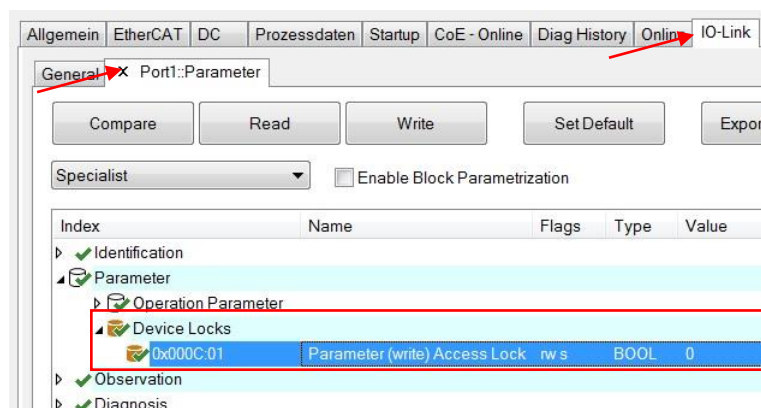 Allgemein EtherCAT DC Prozessdaten Startup CoE - Online Diag History Online IO-Link
General × Port1::Parameter
Compare Read Write Set Default Expor
Specialist Enable Block Parametrization
Index Name Flags Type Value
Identification
Parameter
Operation Parameter
Device Locks
0x000C:01 Parameter (write) Access Lock rw s BOOL 0
Observation
Diagnosis